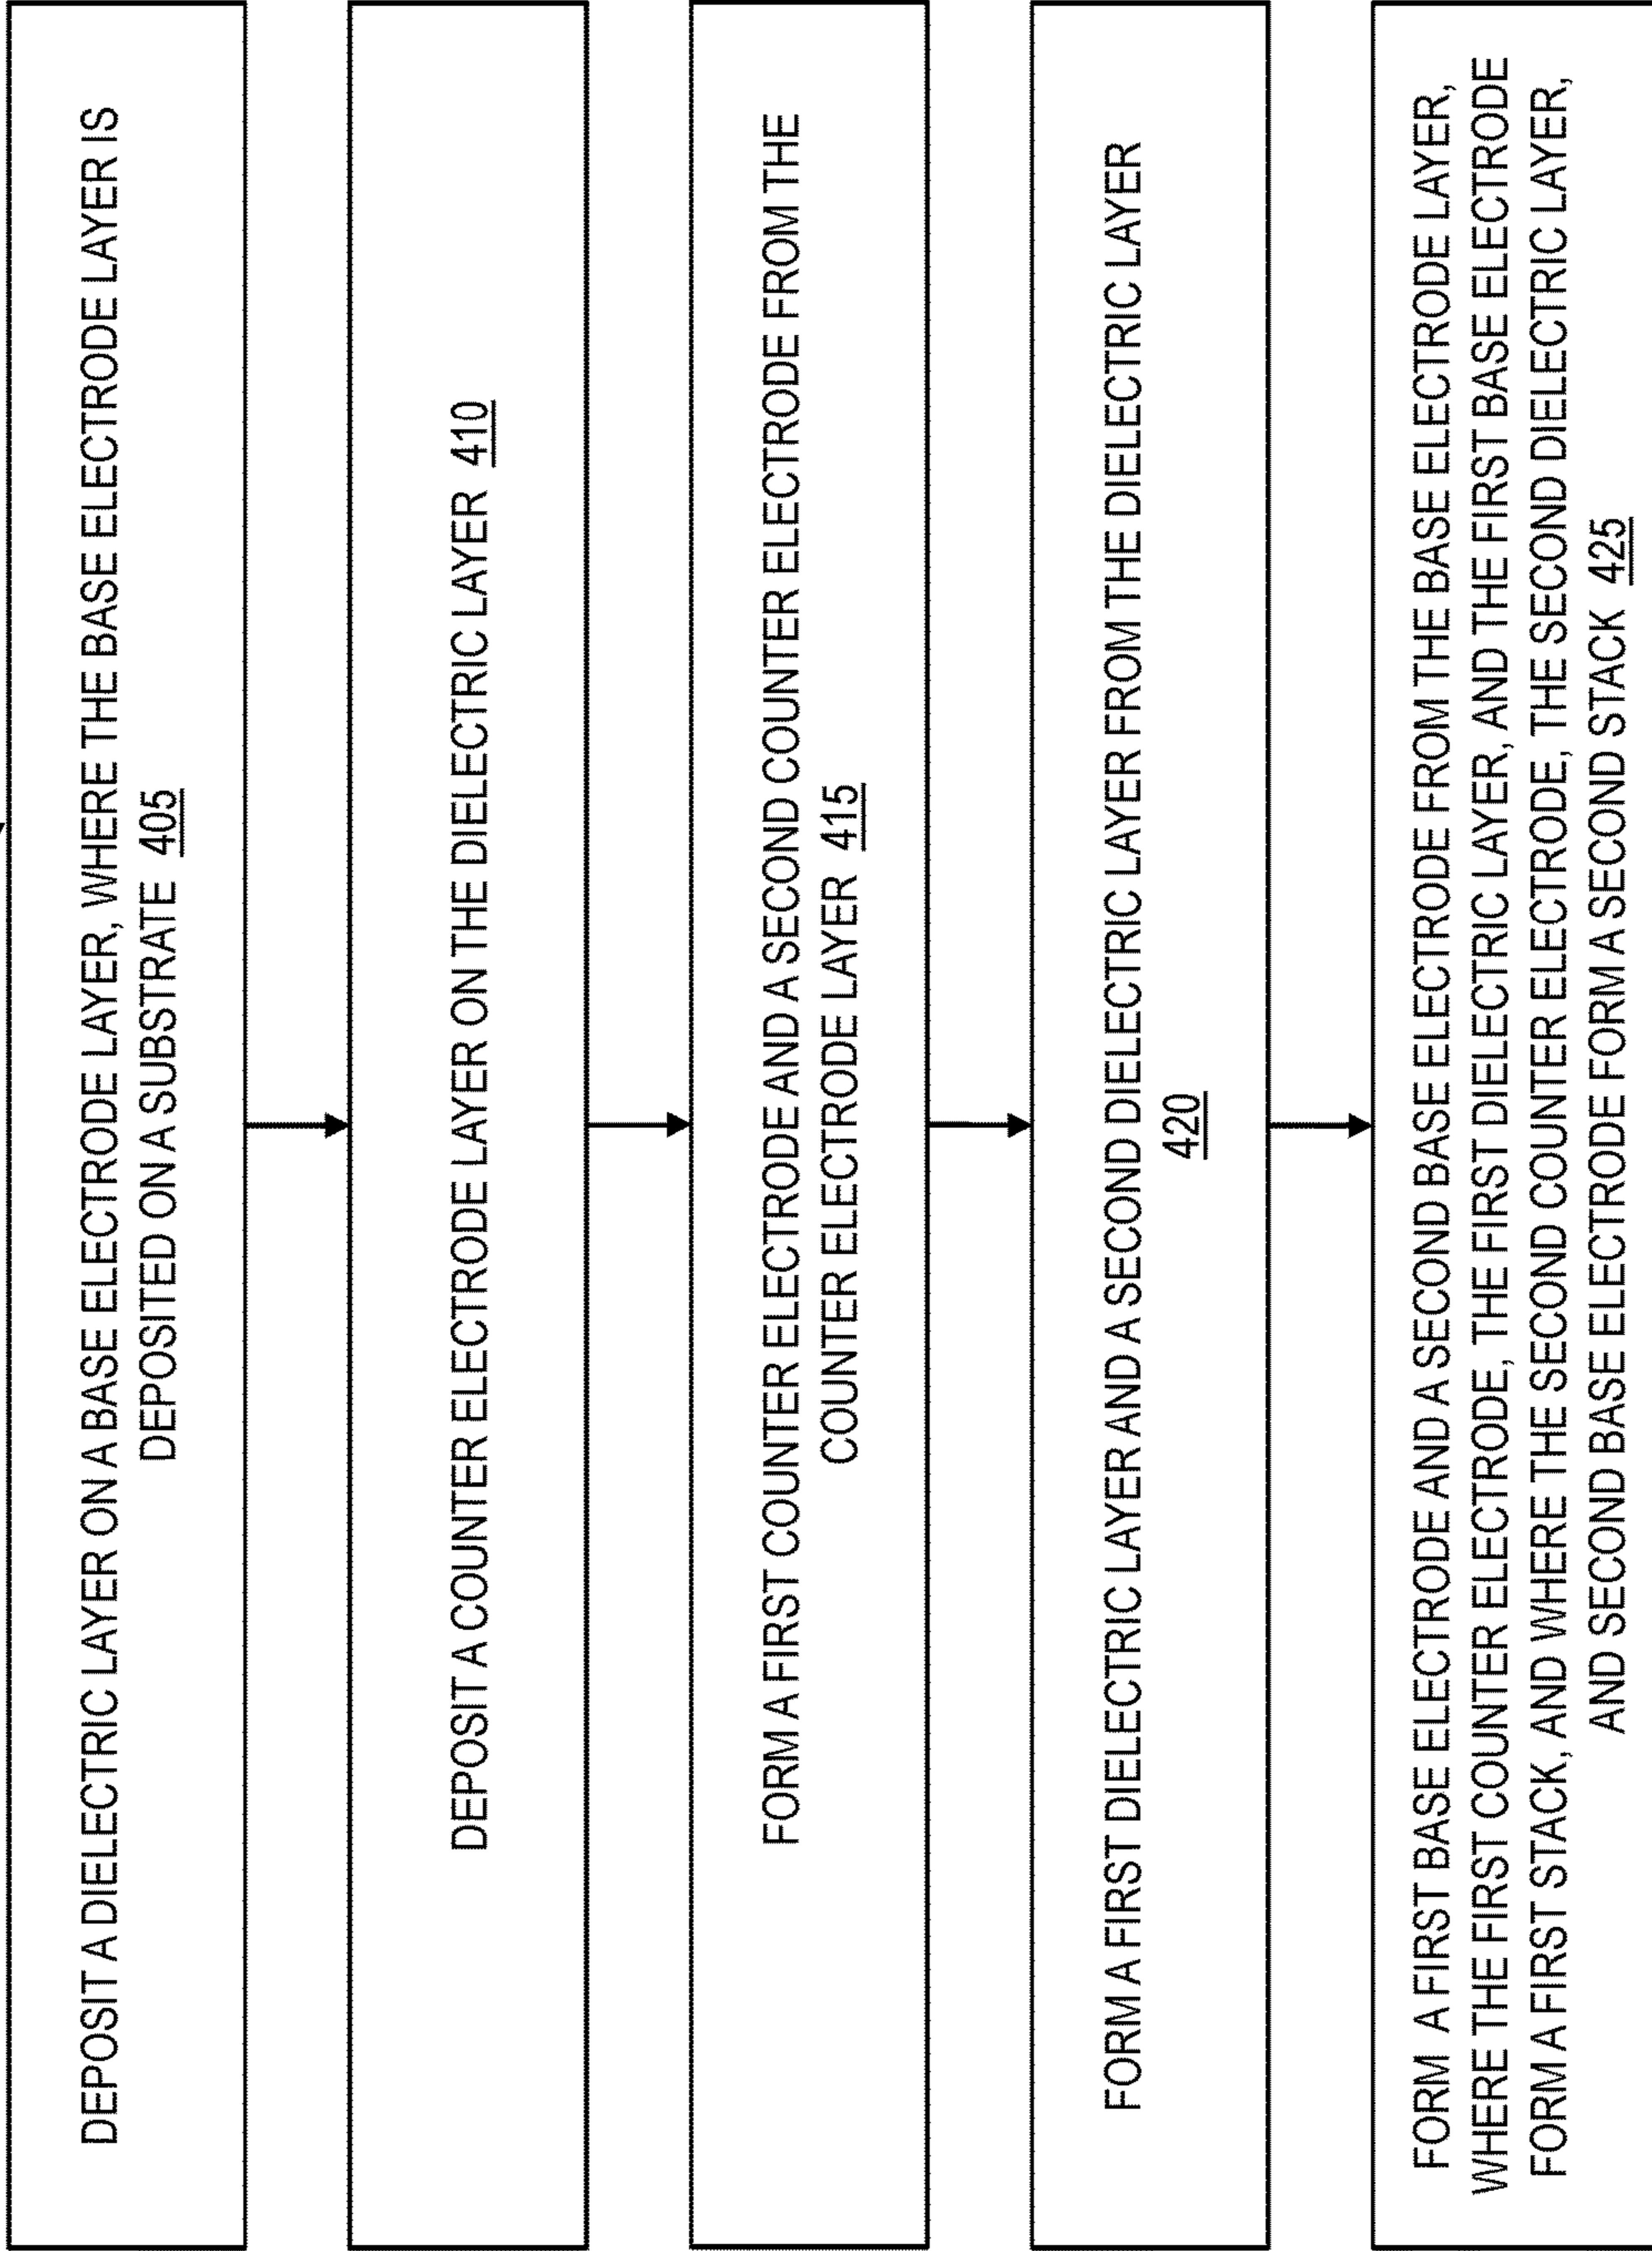 DEPOSIT A DIELECTRIC LAYER ON A BASE ELECTRODE LAYER, WHERE THE BASE ELECTRODE LAYER IS
DEPOSITED ON A SUBSTRATE 405
DEPOSIT A COUNTER ELECTRODE LAYER ON THE DIELECTRIC LAYER 410
FORM A FIRST COUNTER ELECTRODE AND A SECOND COUNTER ELECTRODE FROM THE
COUNTER ELECTRODE LAYER 415
FORM A FIRST DIELECTRIC LAYER AND A SECOND DIELECTRIC LAYER FROM THE DIELECTRIC LAYER
420
FORM A FIRST BASE ELECTRODE AND A SECOND BASE ELECTRODE FROM THE BASE ELECTRODE LAYER,
WHERE THE FIRST COUNTER ELECTRODE, THE FIRST DIELECTRIC LAYER, AND THE FIRST BASE ELECTRODE
FORM A FIRST STACK, AND WHERE THE SECOND COUNTER ELECTRODE, THE SECOND DIELECTRIC LAYER,
AND SECOND BASE ELECTRODE FORM A SECOND STACK 425